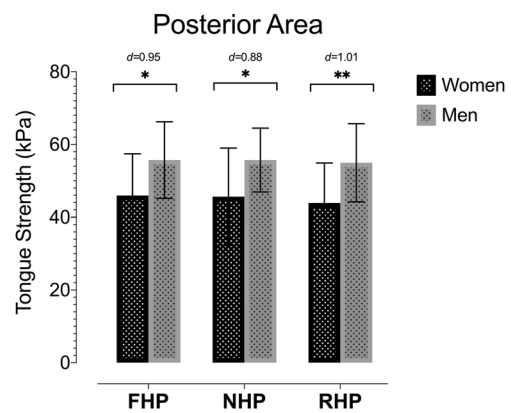 Posterior Area
d=0.95 d=0.88 d=1.01
* * **
Women
Men
Tongue Strength (kPa)
80
60
40
20
0
FHP NHP RHP